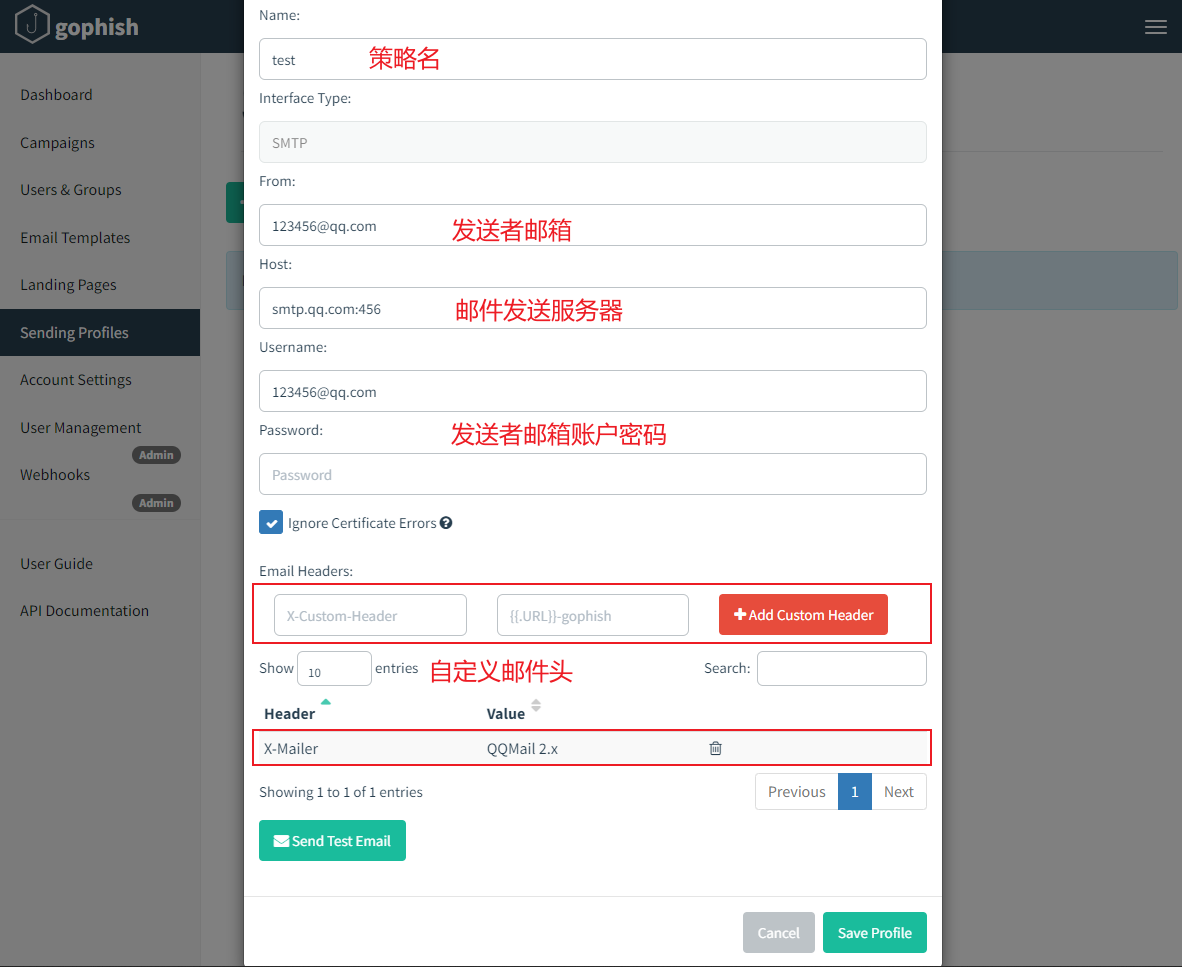 gophish
Dashboard
Campaigns
Users & Groups
Email Templates
Landing Pages
Sending Profiles
Account Settings
User Management
Admin
Webhooks
Admin
User Guide
API Documentation
Name:
test 策略名
Interface Type:
SMTP
From:
123456@qq.com 发送者邮箱
Host:
smtp.qq.com:456 邮件发送服务器
Username:
123456@qq.com
Password: 发送者邮箱账户密码
Password
Ignore Certificate Errors
Email Headers:
X-Custom-Header {{.URL}}-gophish Add Custom Header
Show 10 entries 自定义邮件头 Search:
Header Value
X-Mailer QQMail 2.x
Showing 1 to 1 of 1 entries Previous 1 Next
Send Test Email
Cancel Save Profile